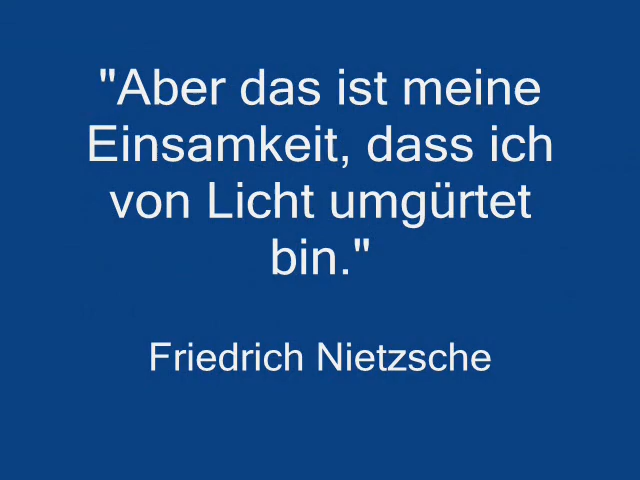 "Aber das ist meine
Einsamkeit, dass ich
von Licht umgürtet
bin."
Friedrich Nietzsche